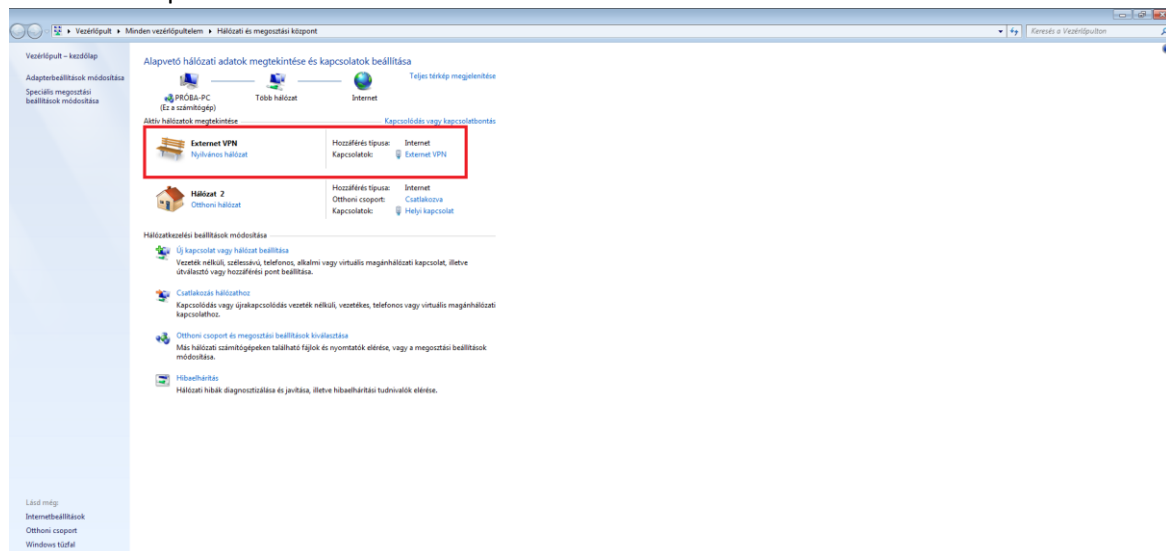 Vezérlőpult ▸ Minden vezérlőpultelem ▸ Hálózati és megosztási központ
Keresés a Vezérlőpulton
Vezérlőpult – kezdőlap
Adapterbeállítások módosítása
Speciális megosztási
beállítások módosítása
Alapvető hálózati adatok megtekintése és kapcsolatok beállítása
Teljes térkép megjelenítése
PRÓBA-PC
(Ez a számítógép)
Több hálózat
Internet
Aktív hálózatok megtekintése
Kapcsolódás vagy kapcsolatbontás
Externet VPN
Nyilvános hálózat
Hozzáférés típusa: Internet
Kapcsolatok: Externet VPN
Hálózat 2
Otthoni hálózat
Hozzáférés típusa: Internet
Otthoni csoport: Csatlakozva
Kapcsolatok: Helyi kapcsolat
Hálózatkezelési beállítások módosítása
Új kapcsolat vagy hálózat beállítása
Vezeték nélküli, szélessávú, telefonos, alkalmi vagy virtuális magánhálózati kapcsolat, illetve
útválasztó vagy hozzáférési pont beállítása.
Csatlakozás hálózathoz
Kapcsolódás vagy újrakapcsolódás vezeték nélküli, vezetékes, telefonos vagy virtuális magánhálózati
kapcsolathoz.
Otthoni csoport és megosztási beállítások kiválasztása
Más hálózati számítógépeken található fájlok és nyomtatók elérése, vagy a megosztási beállítások
módosítása.
Hibaelhárítás
Hálózati hibák diagnosztizálása és javítása, illetve hibaelhárítási tudnivalók elérése.
Lásd még:
Internetbeállítások
Otthoni csoport
Windows tűzfal